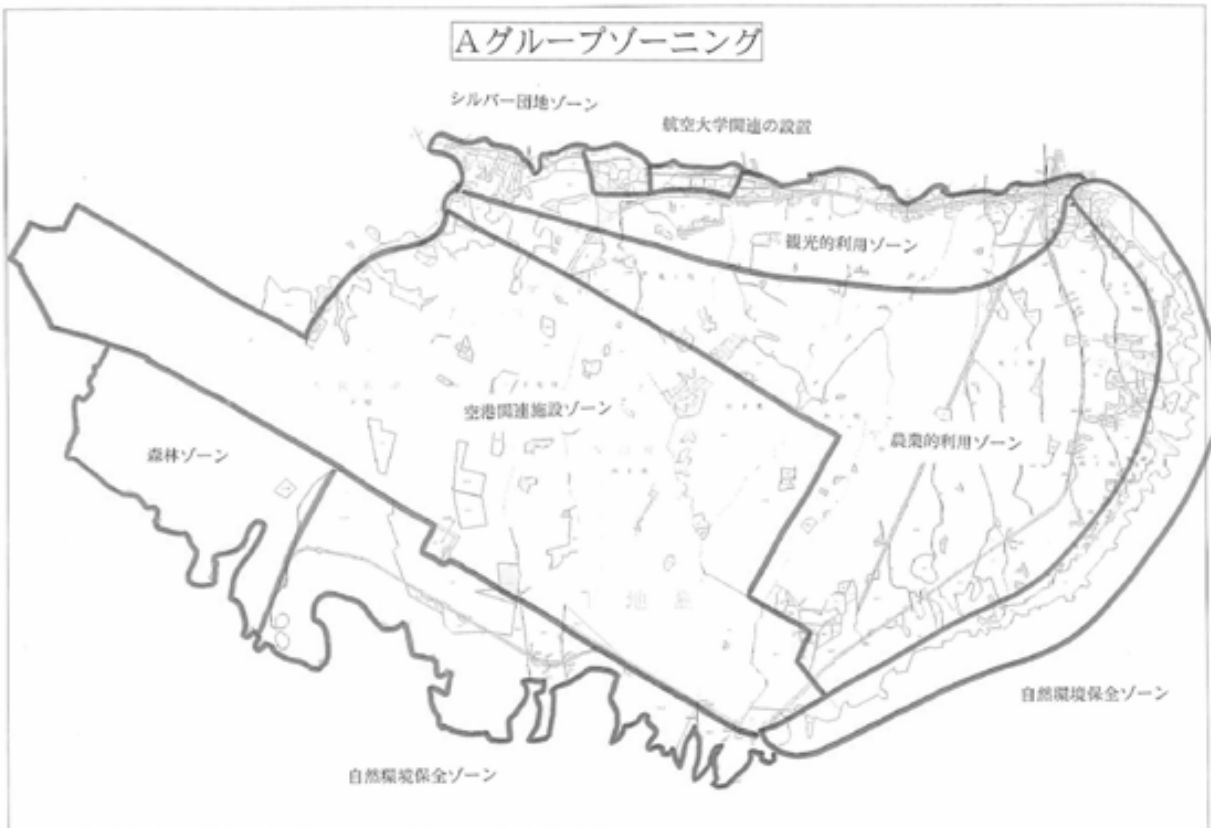 Aグループゾーニング
シルバー団地ゾーン
航空大学関連の設置
観光的利用ゾーン
空港関連施設ゾーン
農業的利用ゾーン
森林ゾーン
下地島
自然環境保全ゾーン
自然環境保全ゾーン